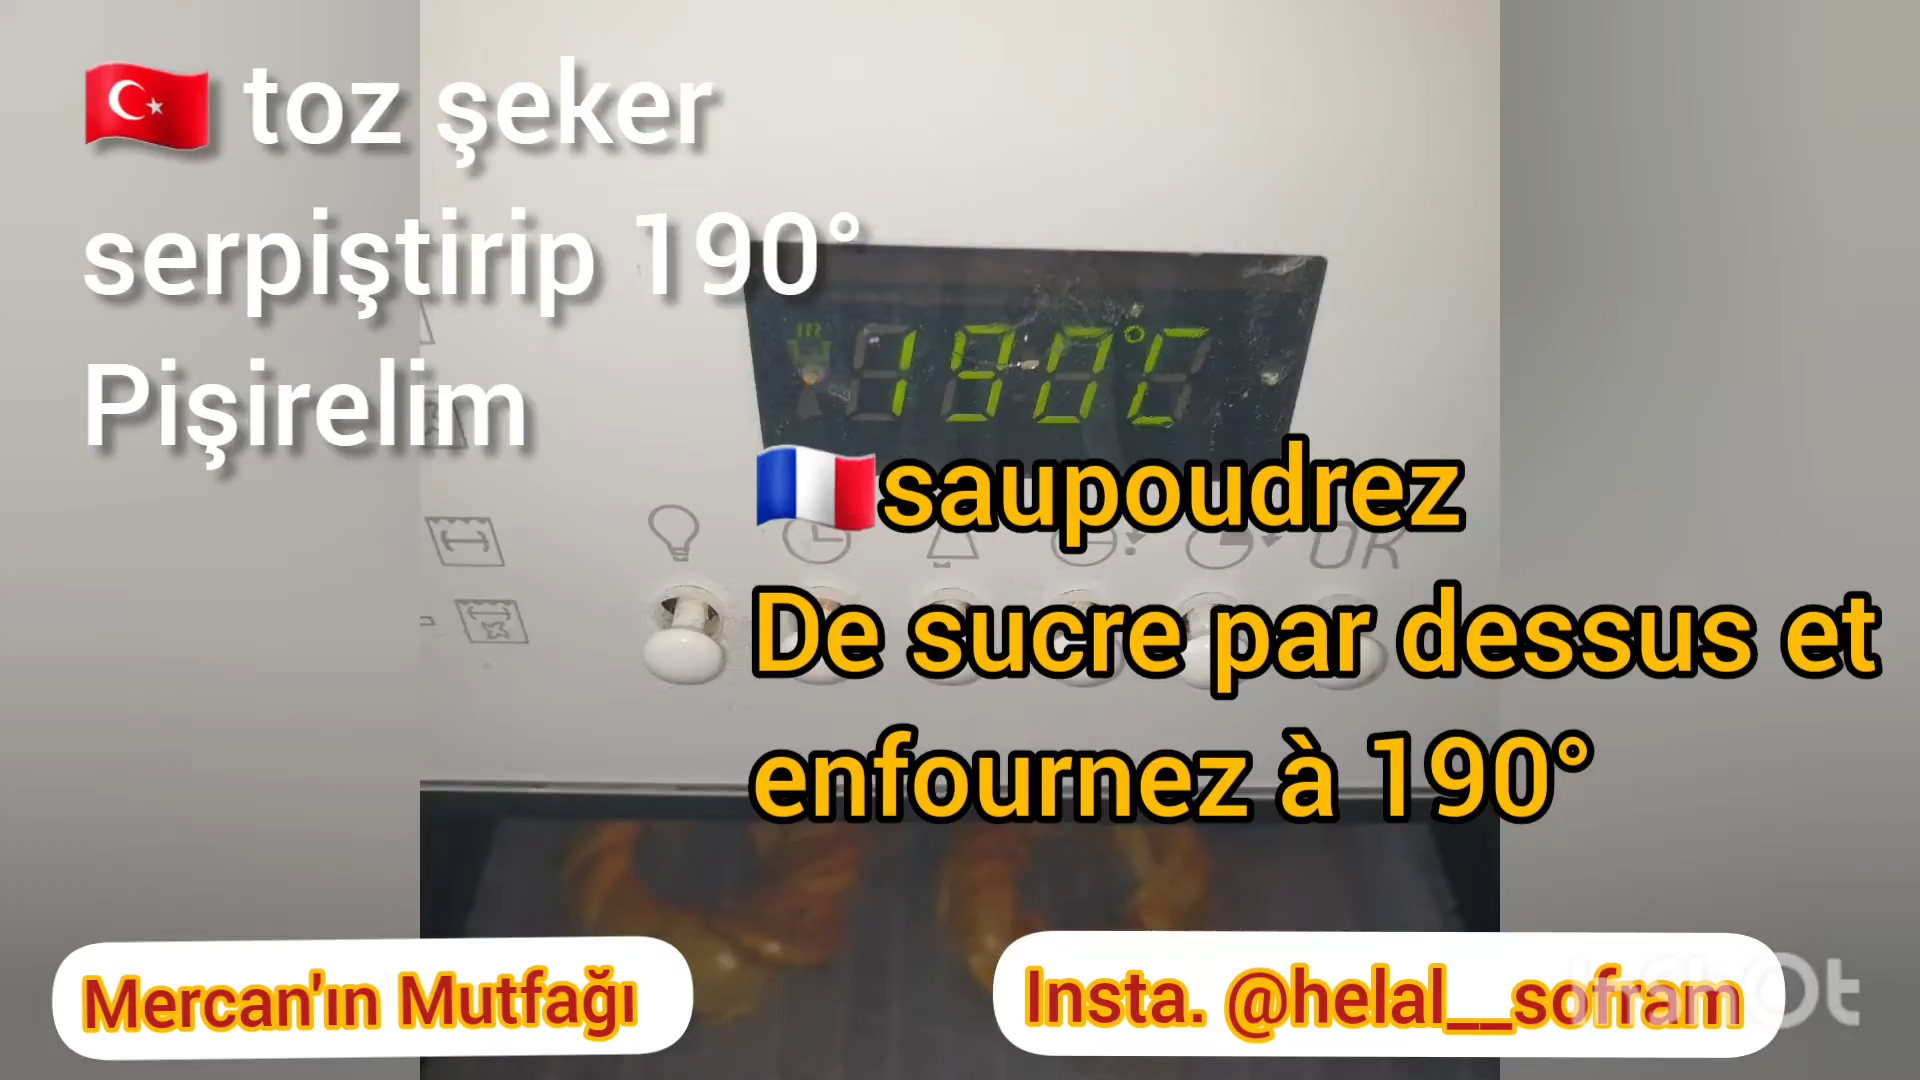 toz şeker
serpiştirip 190°
Pişirelim
190°C
saupoudrez
OK
De sucre par dessus et
enfournez à 190°
Mercan'ın Mutfağı
Insta. @helal__sofram